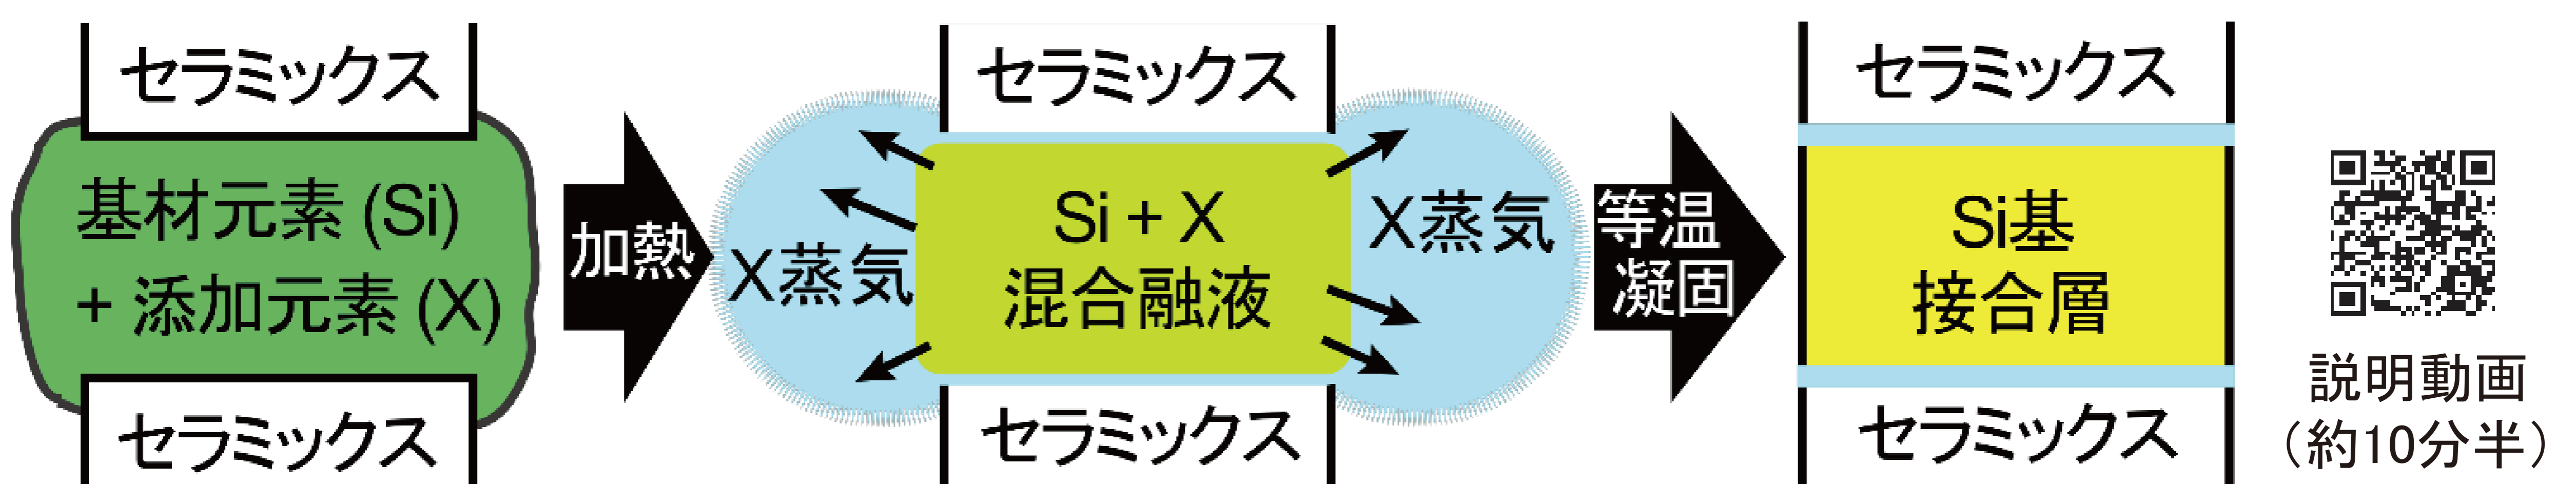 セラミックス
基材元素 (Si)
+ 添加元素 (X)
セラミックス
加熱
セラミックス
X蒸気
Si + X
混合融液
X蒸気
セラミックス
等温
凝固
セラミックス
Si基
接合層
セラミックス
説明動画
（約10分半）